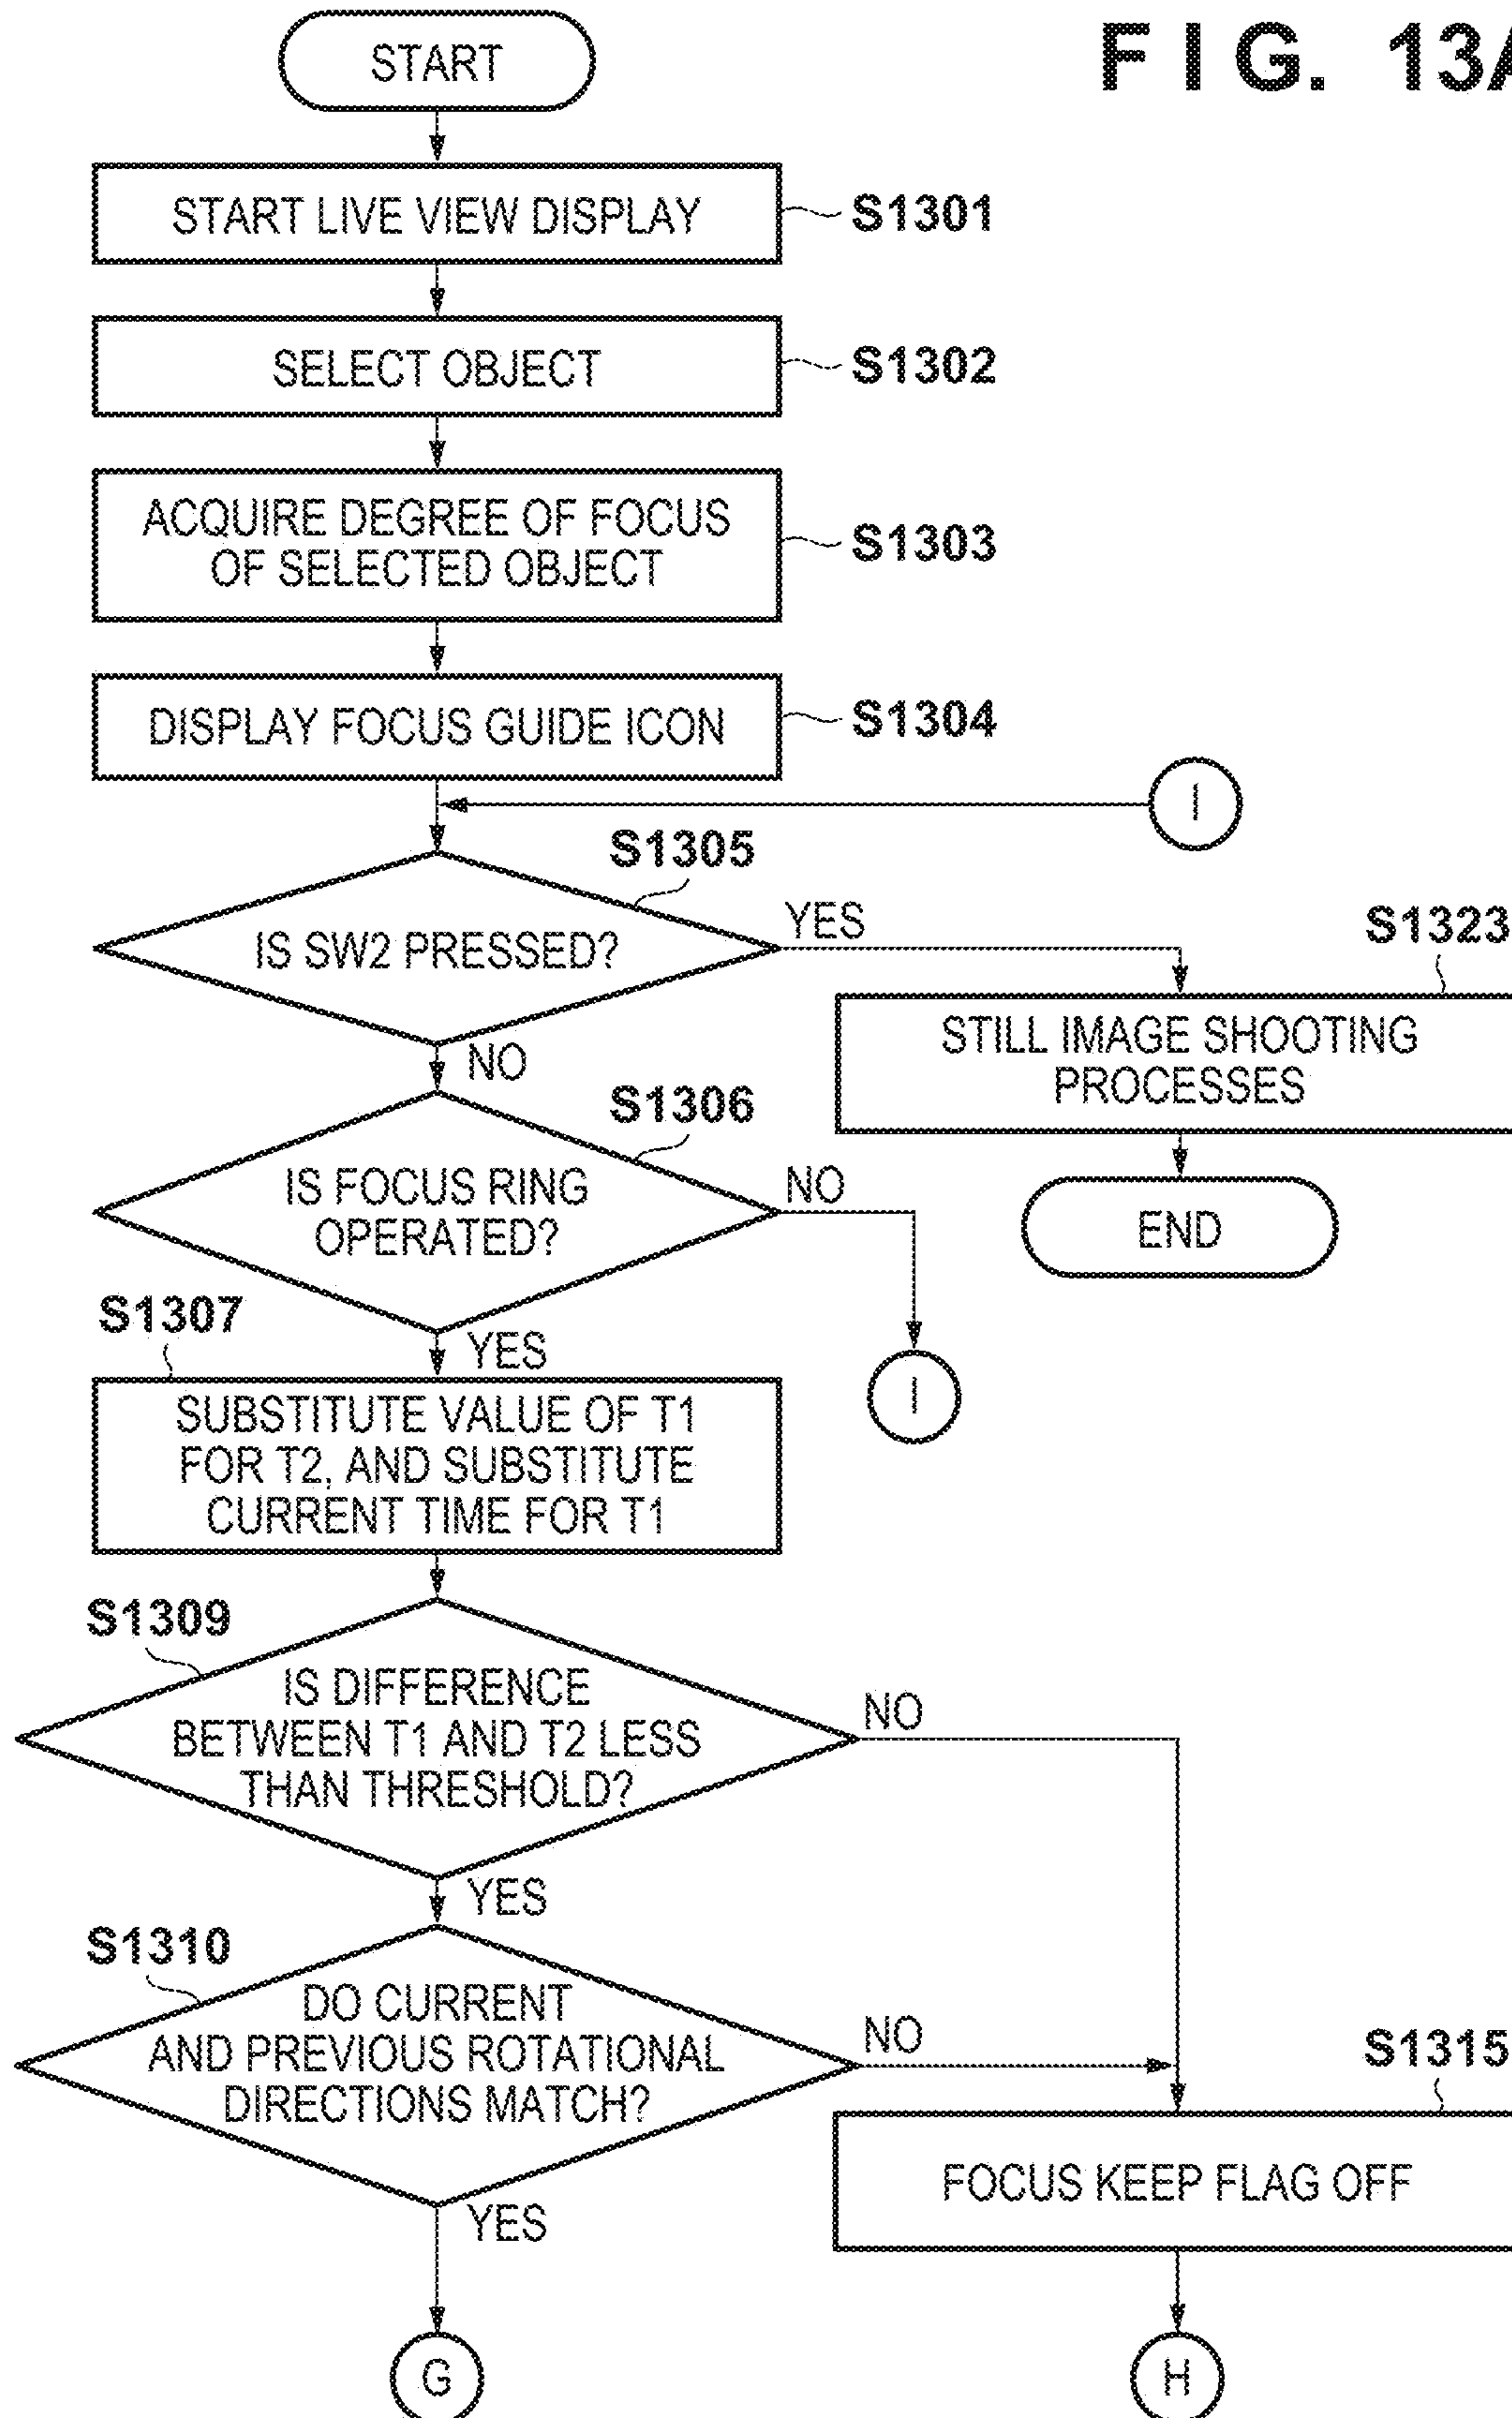 START
F I G. 13A
START LIVE VIEW DISPLAY
S1301
SELECT OBJECT
S1302
ACQUIRE DEGREE OF FOCUS
OF SELECTED OBJECT
S1303
DISPLAY FOCUS GUIDE ICON
S1304
I
S1305
IS SW2 PRESSED?
YES
S1323
STILL IMAGE SHOOTING
PROCESSES
NO
S1306
IS FOCUS RING
OPERATED?
NO
END
S1307
YES
I
SUBSTITUTE VALUE OF T1
FOR T2, AND SUBSTITUTE
CURRENT TIME FOR T1
S1309
IS DIFFERENCE
BETWEEN T1 AND T2 LESS
THAN THRESHOLD?
NO
YES
S1310
DO CURRENT
AND PREVIOUS ROTATIONAL
DIRECTIONS MATCH?
NO
S1315
FOCUS KEEP FLAG OFF
YES
G
H